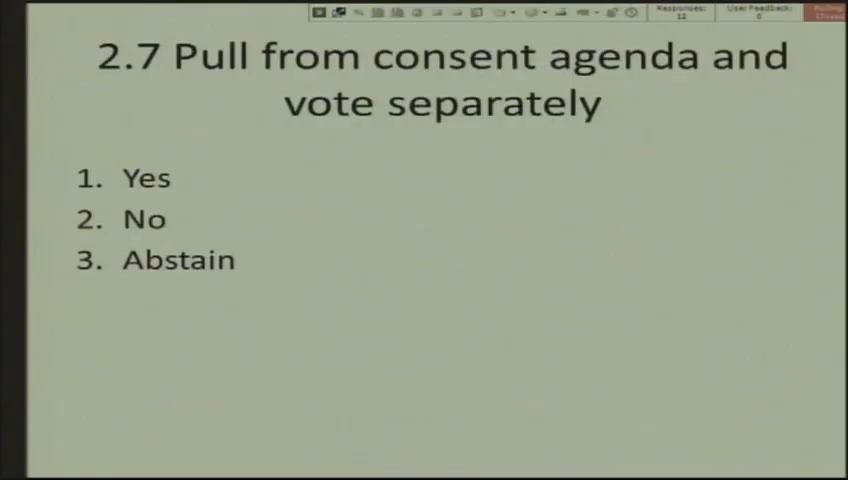 Responses:
12
User Feedback:
0
Polling
2.7 Pull from consent agenda and
vote separately
1. Yes
2. No
3. Abstain